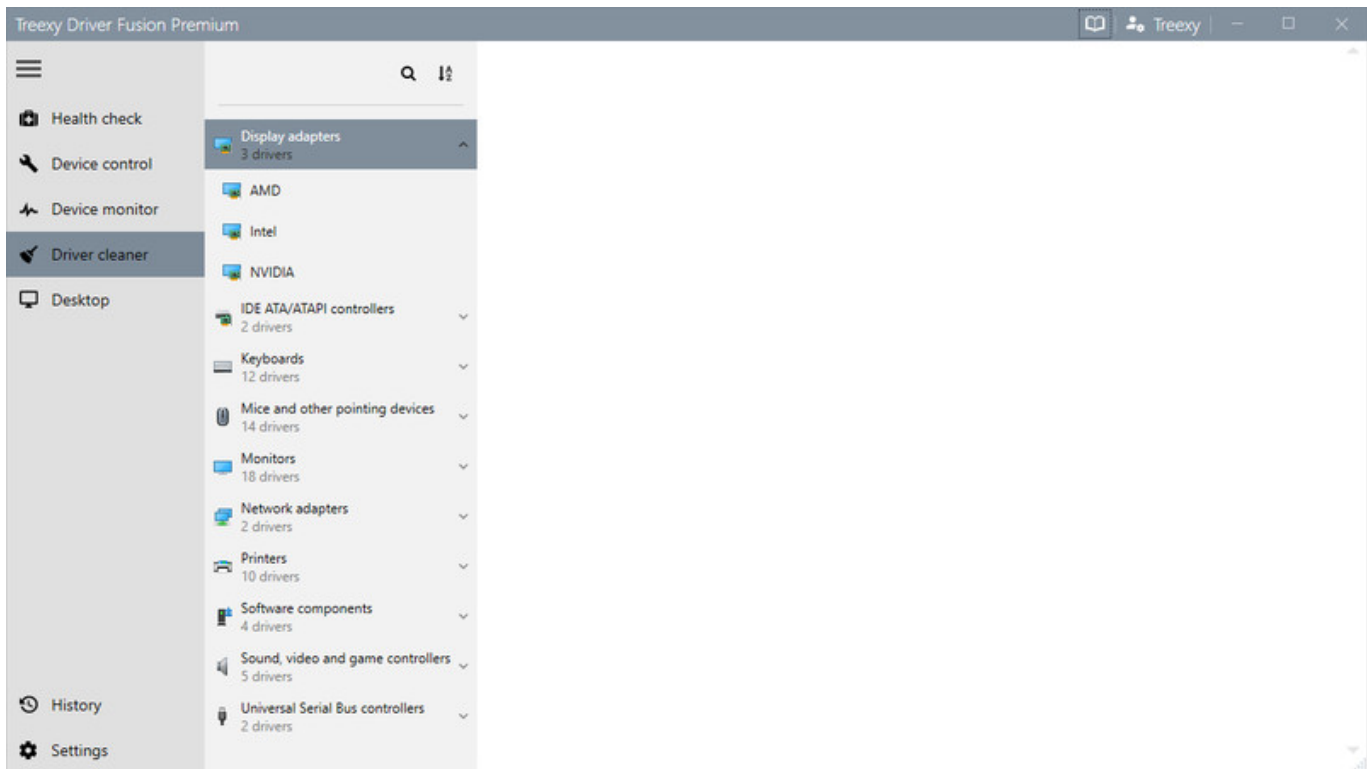 Treexy Driver Fusion Premium
Treexy
Health check
Device control
Device monitor
Driver cleaner
Desktop
History
Settings
Display adapters
3 drivers
AMD
Intel
NVIDIA
IDE ATA/ATAPI controllers
2 drivers
Keyboards
12 drivers
Mice and other pointing devices
14 drivers
Monitors
18 drivers
Network adapters
2 drivers
Printers
10 drivers
Software components
4 drivers
Sound, video and game controllers
5 drivers
Universal Serial Bus controllers
2 drivers